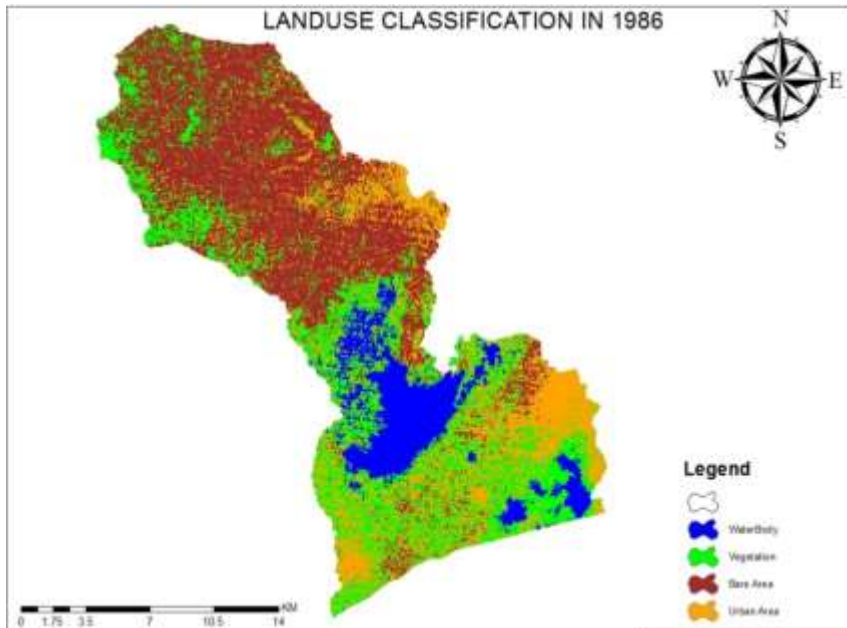 LANDUSE CLASSIFICATION IN 1986
N
W E
S
Legend
WaterBody
Vegetation
Bare Area
Urban Area
KM
0 1.75 3.5 7 10.5 14